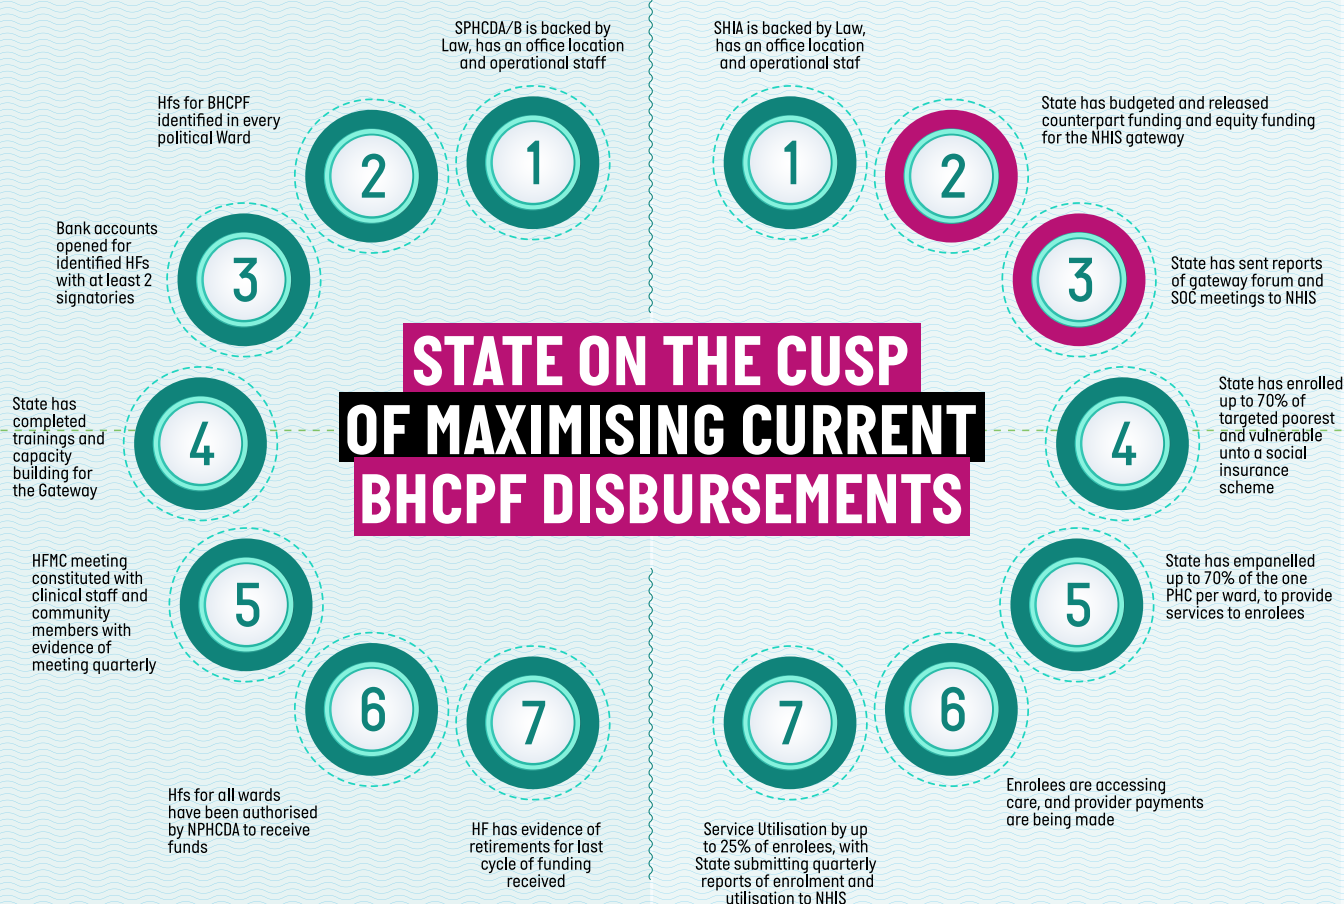 SPHCDA/B is backed by
Law, has an office location
and operational staff
1
Hfs for BHCPF
identified in every
political Ward
2
Bank accounts
opened for
identified HFs
with at least 2
signatories
3
State has
completed
trainings and
capacity
building for
the Gateway
4
HFMC meeting
constituted with
clinical staff and
community
members with
evidence of
meeting quarterly
5
6
Hfs for all wards
have been authorised
by NPHCDA to receive
funds
7
HF has evidence of
retirements for last
cycle of funding
received
STATE ON THE CUSP
OF MAXIMISING CURRENT
BHCPF DISBURSEMENTS
SHIA is backed by Law,
has an office location
and operational staf
1
State has budgeted and released
counterpart funding and equity funding
for the NHIS gateway
2
State has sent reports
of gateway forum and
SOC meetings to NHIS
3
State has enrolled
up to 70% of
targeted poorest
and vulnerable
unto a social
insurance
scheme
4
State has empanelled
up to 70% of the one
PHC per ward, to provide
services to enrolees
5
6
Enrolees are accessing
care, and provider payments
are being made
7
Service Utilisation by up
to 25% of enrolees, with
State submitting quarterly
reports of enrolment and
utilisation to NHIS